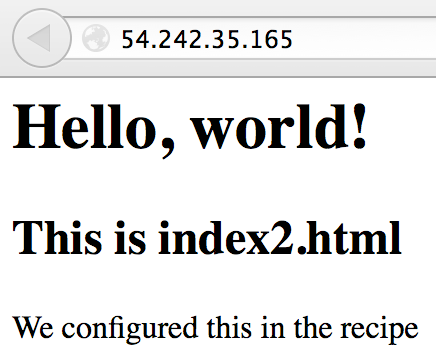 54.242.35.165
Hello, world!
This is index2.html
We configured this in the recipe